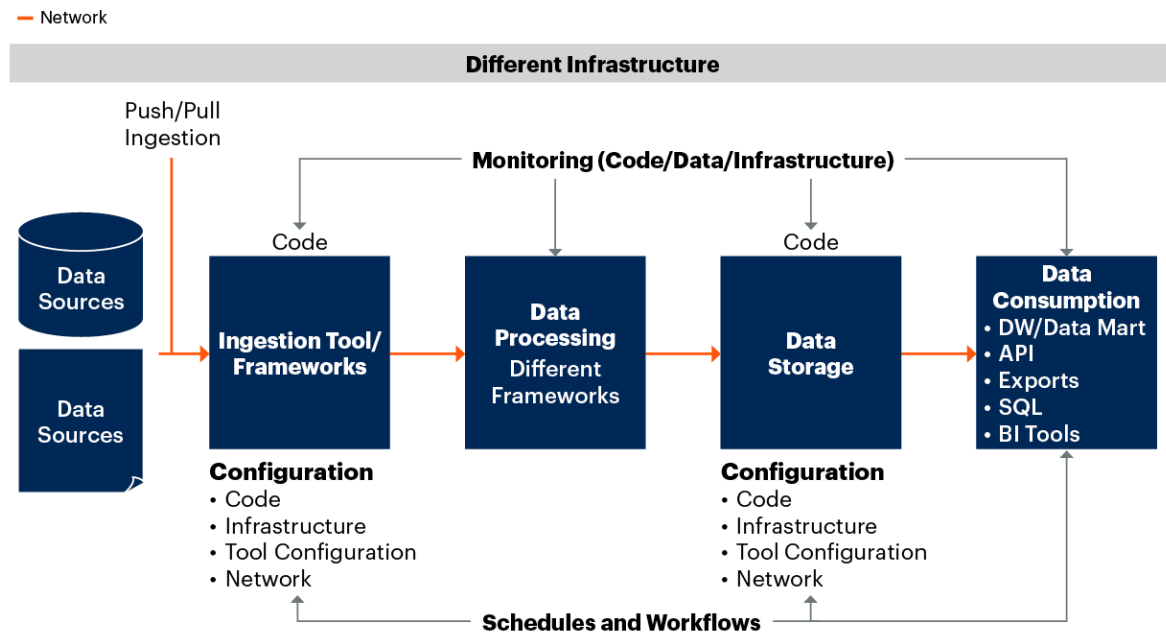 Network
Different Infrastructure
Push/Pull
Ingestion
Monitoring (Code/Data/Infrastructure)
Code
Code
Data
Sources
Data
Sources
Ingestion Tool/
Frameworks
Data
Processing
Different
Frameworks
Data
Storage
Data
Consumption
• DW/Data Mart
• API
• Exports
• SQL
• BI Tools
Configuration
• Code
• Infrastructure
• Tool Configuration
• Network
Configuration
• Code
• Infrastructure
• Tool Configuration
• Network
Schedules and Workflows